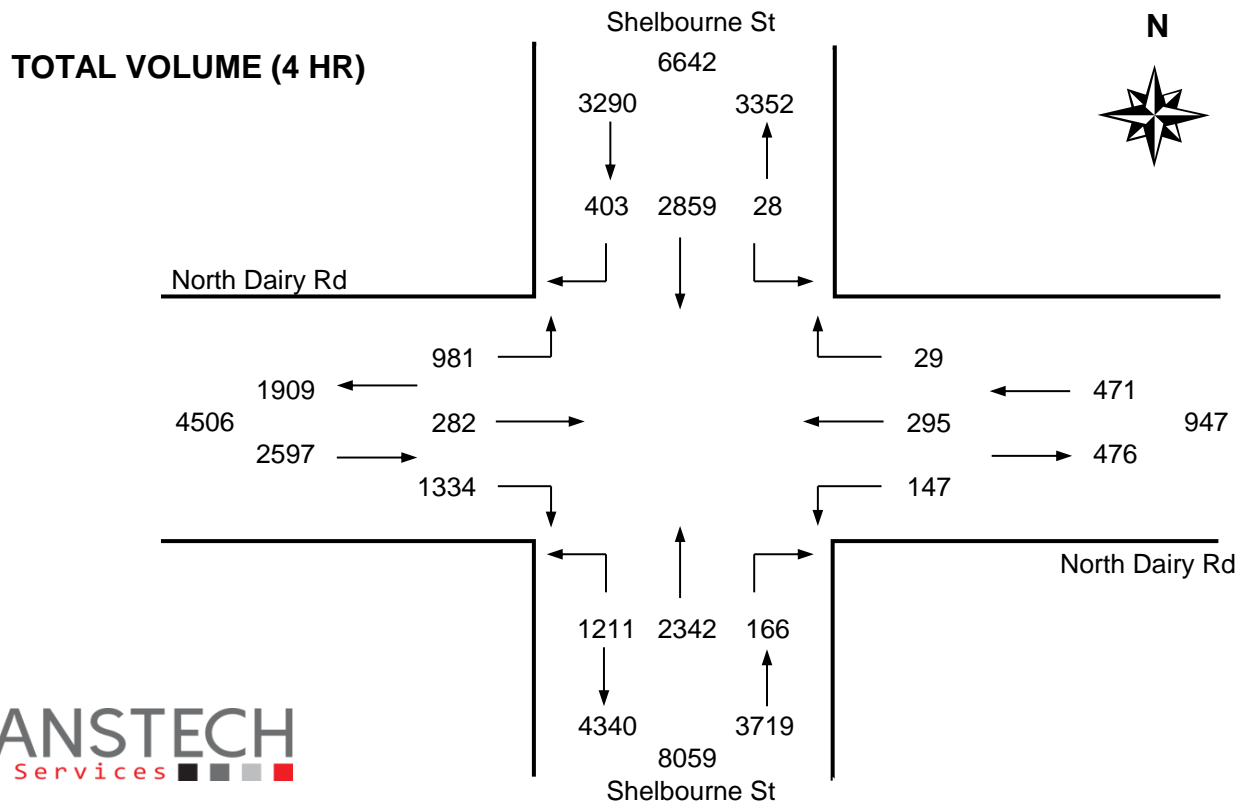 Shelbourne St
N
TOTAL VOLUME (4 HR)
6642
3290 3352
403 2859 28
North Dairy Rd
981 29
1909 471
4506 282 295 947
2597 476
1334 147
North Dairy Rd
1211 2342 166
4340 3719
8059
Shelbourne St
ANSTECH
Services